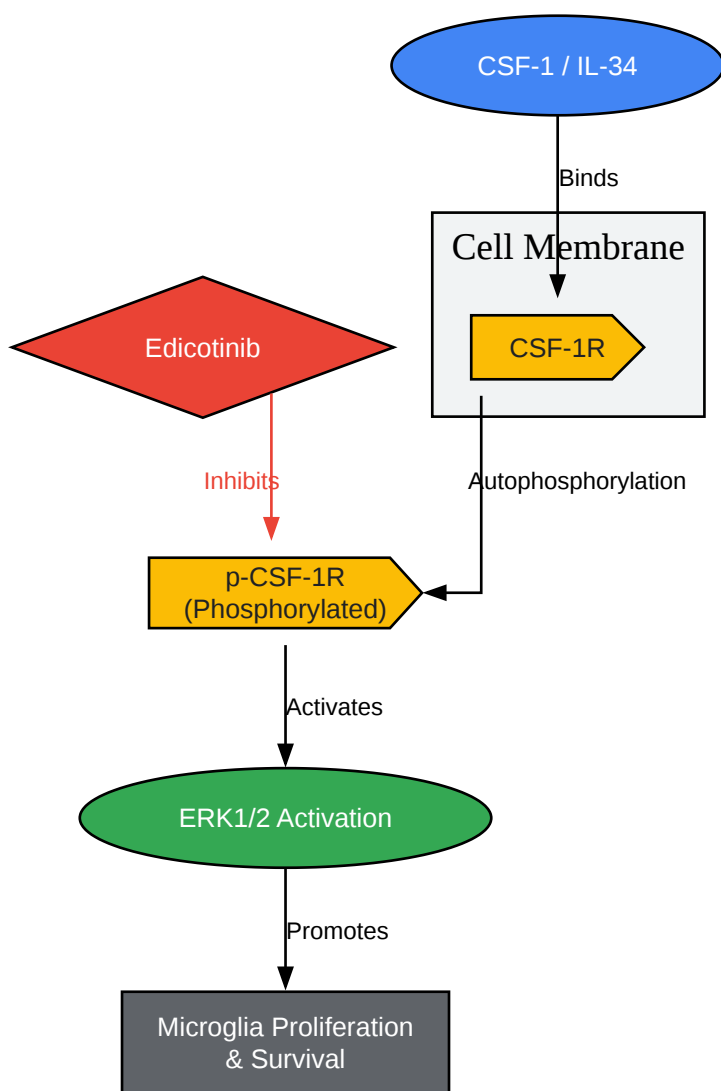 CSF-1 / IL-34
Binds
Cell Membrane
CSF-1R
Edicotinib
Inhibits
Autophosphorylation
p-CSF-1R
(Phosphorylated)
Activates
ERK1/2 Activation
Promotes
Microglia Proliferation
& Survival